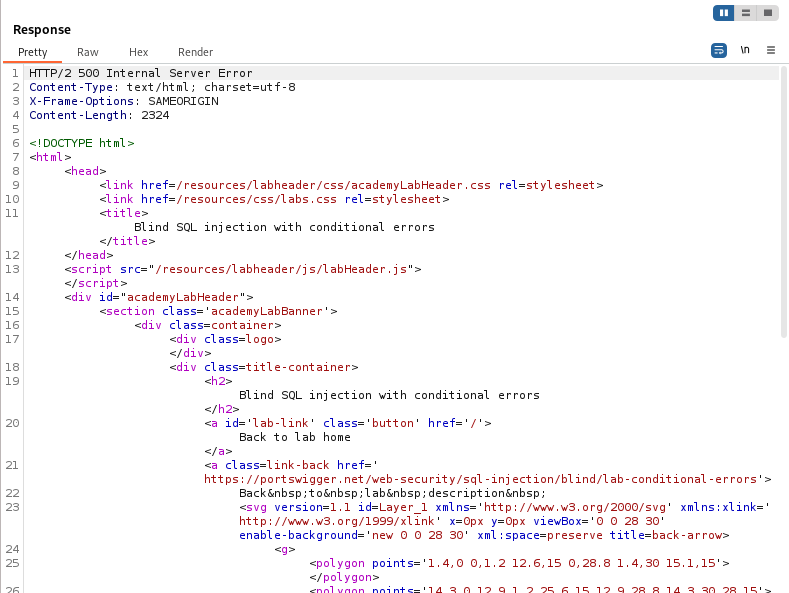 Response
Pretty Raw Hex Render \n
1 HTTP/2 500 Internal Server Error
2 Content-Type: text/html; charset=utf-8
3 X-Frame-Options: SAMEORIGIN
4 Content-Length: 2324
5
6 <!DOCTYPE html>
7 <html>
8 <head>
9 <link href=/resources/labheader/css/academyLabHeader.css rel=stylesheet>
10 <link href=/resources/css/labs.css rel=stylesheet>
11 <title>
Blind SQL injection with conditional errors
</title>
12 </head>
13 <script src="/resources/labheader/js/labHeader.js">
</script>
14 <div id="academyLabHeader">
15 <section class='academyLabBanner'>
16 <div class=container>
17 <div class=logo>
</div>
18 <div class=title-container>
19 <h2>
Blind SQL injection with conditional errors
</h2>
20 <a id='lab-link' class='button' href='/'>
Back to lab home
</a>
21 <a class=link-back href='
https://portswigger.net/web-security/sql-injection/blind/lab-conditional-errors'>
22 Back&nbsp;to&nbsp;lab&nbsp;description&nbsp;
23 <svg version=1.1 id=Layer_1 xmlns='http://www.w3.org/2000/svg' xmlns:xlink='
http://www.w3.org/1999/xlink' x=0px y=0px viewBox='0 0 28 30'
enable-background='new 0 0 28 30' xml:space=preserve title=back-arrow>
24 <g>
25 <polygon points='1.4,0 0,1.2 12.6,15 0,28.8 1.4,30 15.1,15'>
</polygon>
26 <polygon points='14.3,0 12.9,1.2 25.6,15 12.9,28.8 14.3,30 28,15'>